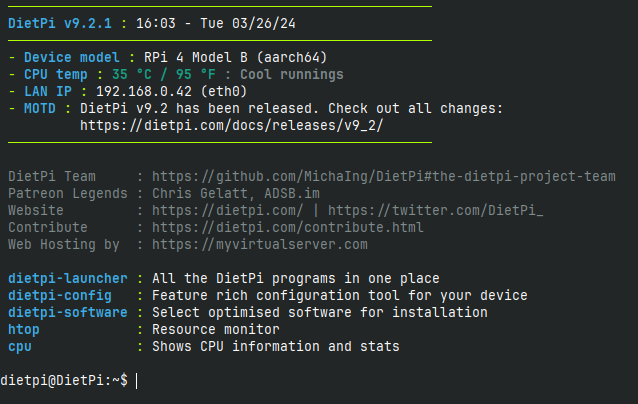 DietPi v9.2.1 : 16:03 - Tue 03/26/24
- Device model : RPi 4 Model B (aarch64)
- CPU temp : 35 °C / 95 °F : Cool runnings
- LAN IP : 192.168.0.42 (eth0)
- MOTD : DietPi v9.2 has been released. Check out all changes:
https://dietpi.com/docs/releases/v9_2/
DietPi Team : https://github.com/MichaIng/DietPi#the-dietpi-project-team
Patreon Legends : Chris Gelatt, ADSB.im
Website : https://dietpi.com/ | https://twitter.com/DietPi_
Contribute : https://dietpi.com/contribute.html
Web Hosting by : https://myvirtualserver.com
dietpi-launcher : All the DietPi programs in one place
dietpi-config : Feature rich configuration tool for your device
dietpi-software : Select optimised software for installation
htop : Resource monitor
cpu : Shows CPU information and stats
dietpi@DietPi:~$